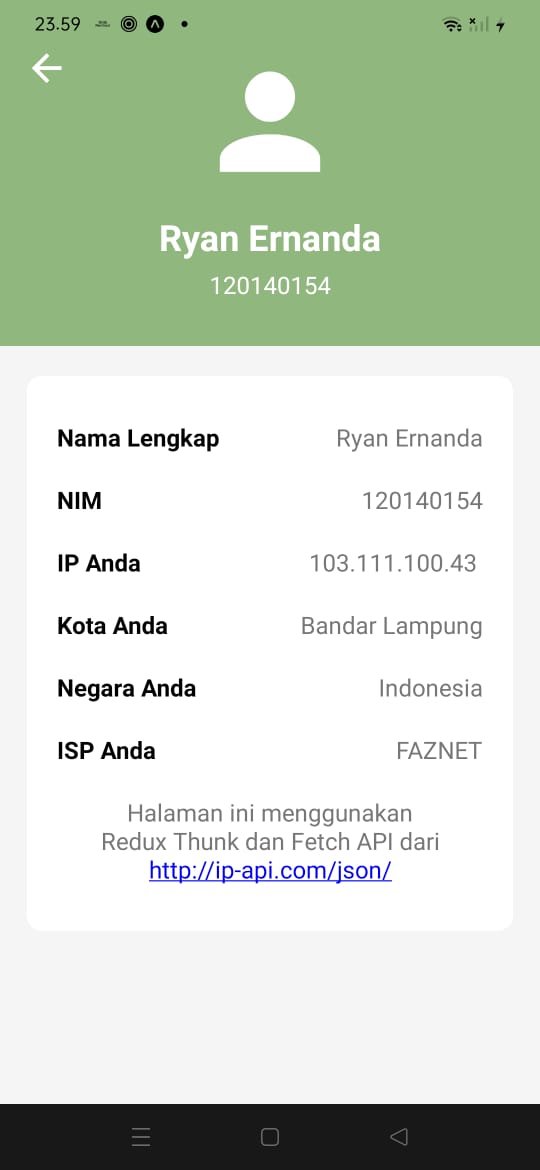 23.59
Ryan Ernanda
120140154
Nama Lengkap Ryan Ernanda
NIM 120140154
IP Anda 103.111.100.43
Kota Anda Bandar Lampung
Negara Anda Indonesia
ISP Anda FAZNET
Halaman ini menggunakan
Redux Thunk dan Fetch API dari
http://ip-api.com/json/